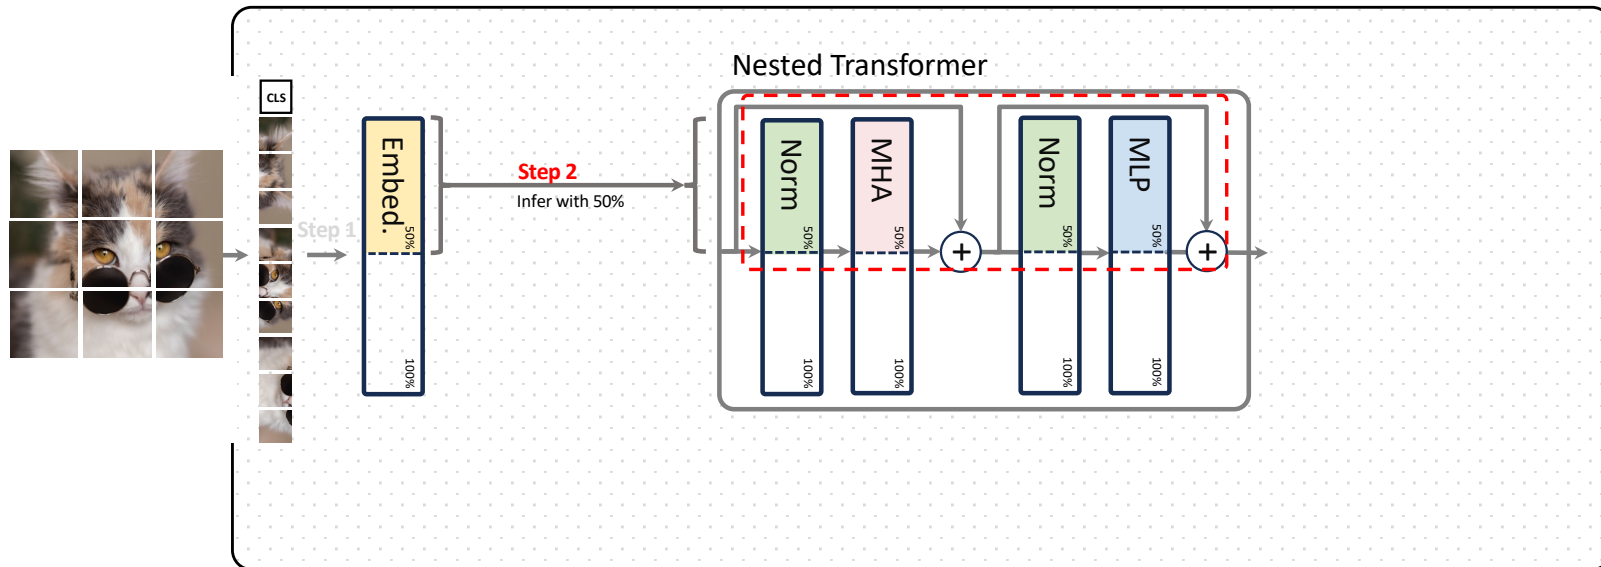 Nested Transformer
CLS
Step 1
Embed.
50%
100%
Step 2
Infer with 50%
Norm
50%
100%
MHA
50%
100%
+
Norm
50%
100%
MLP
50%
100%
+